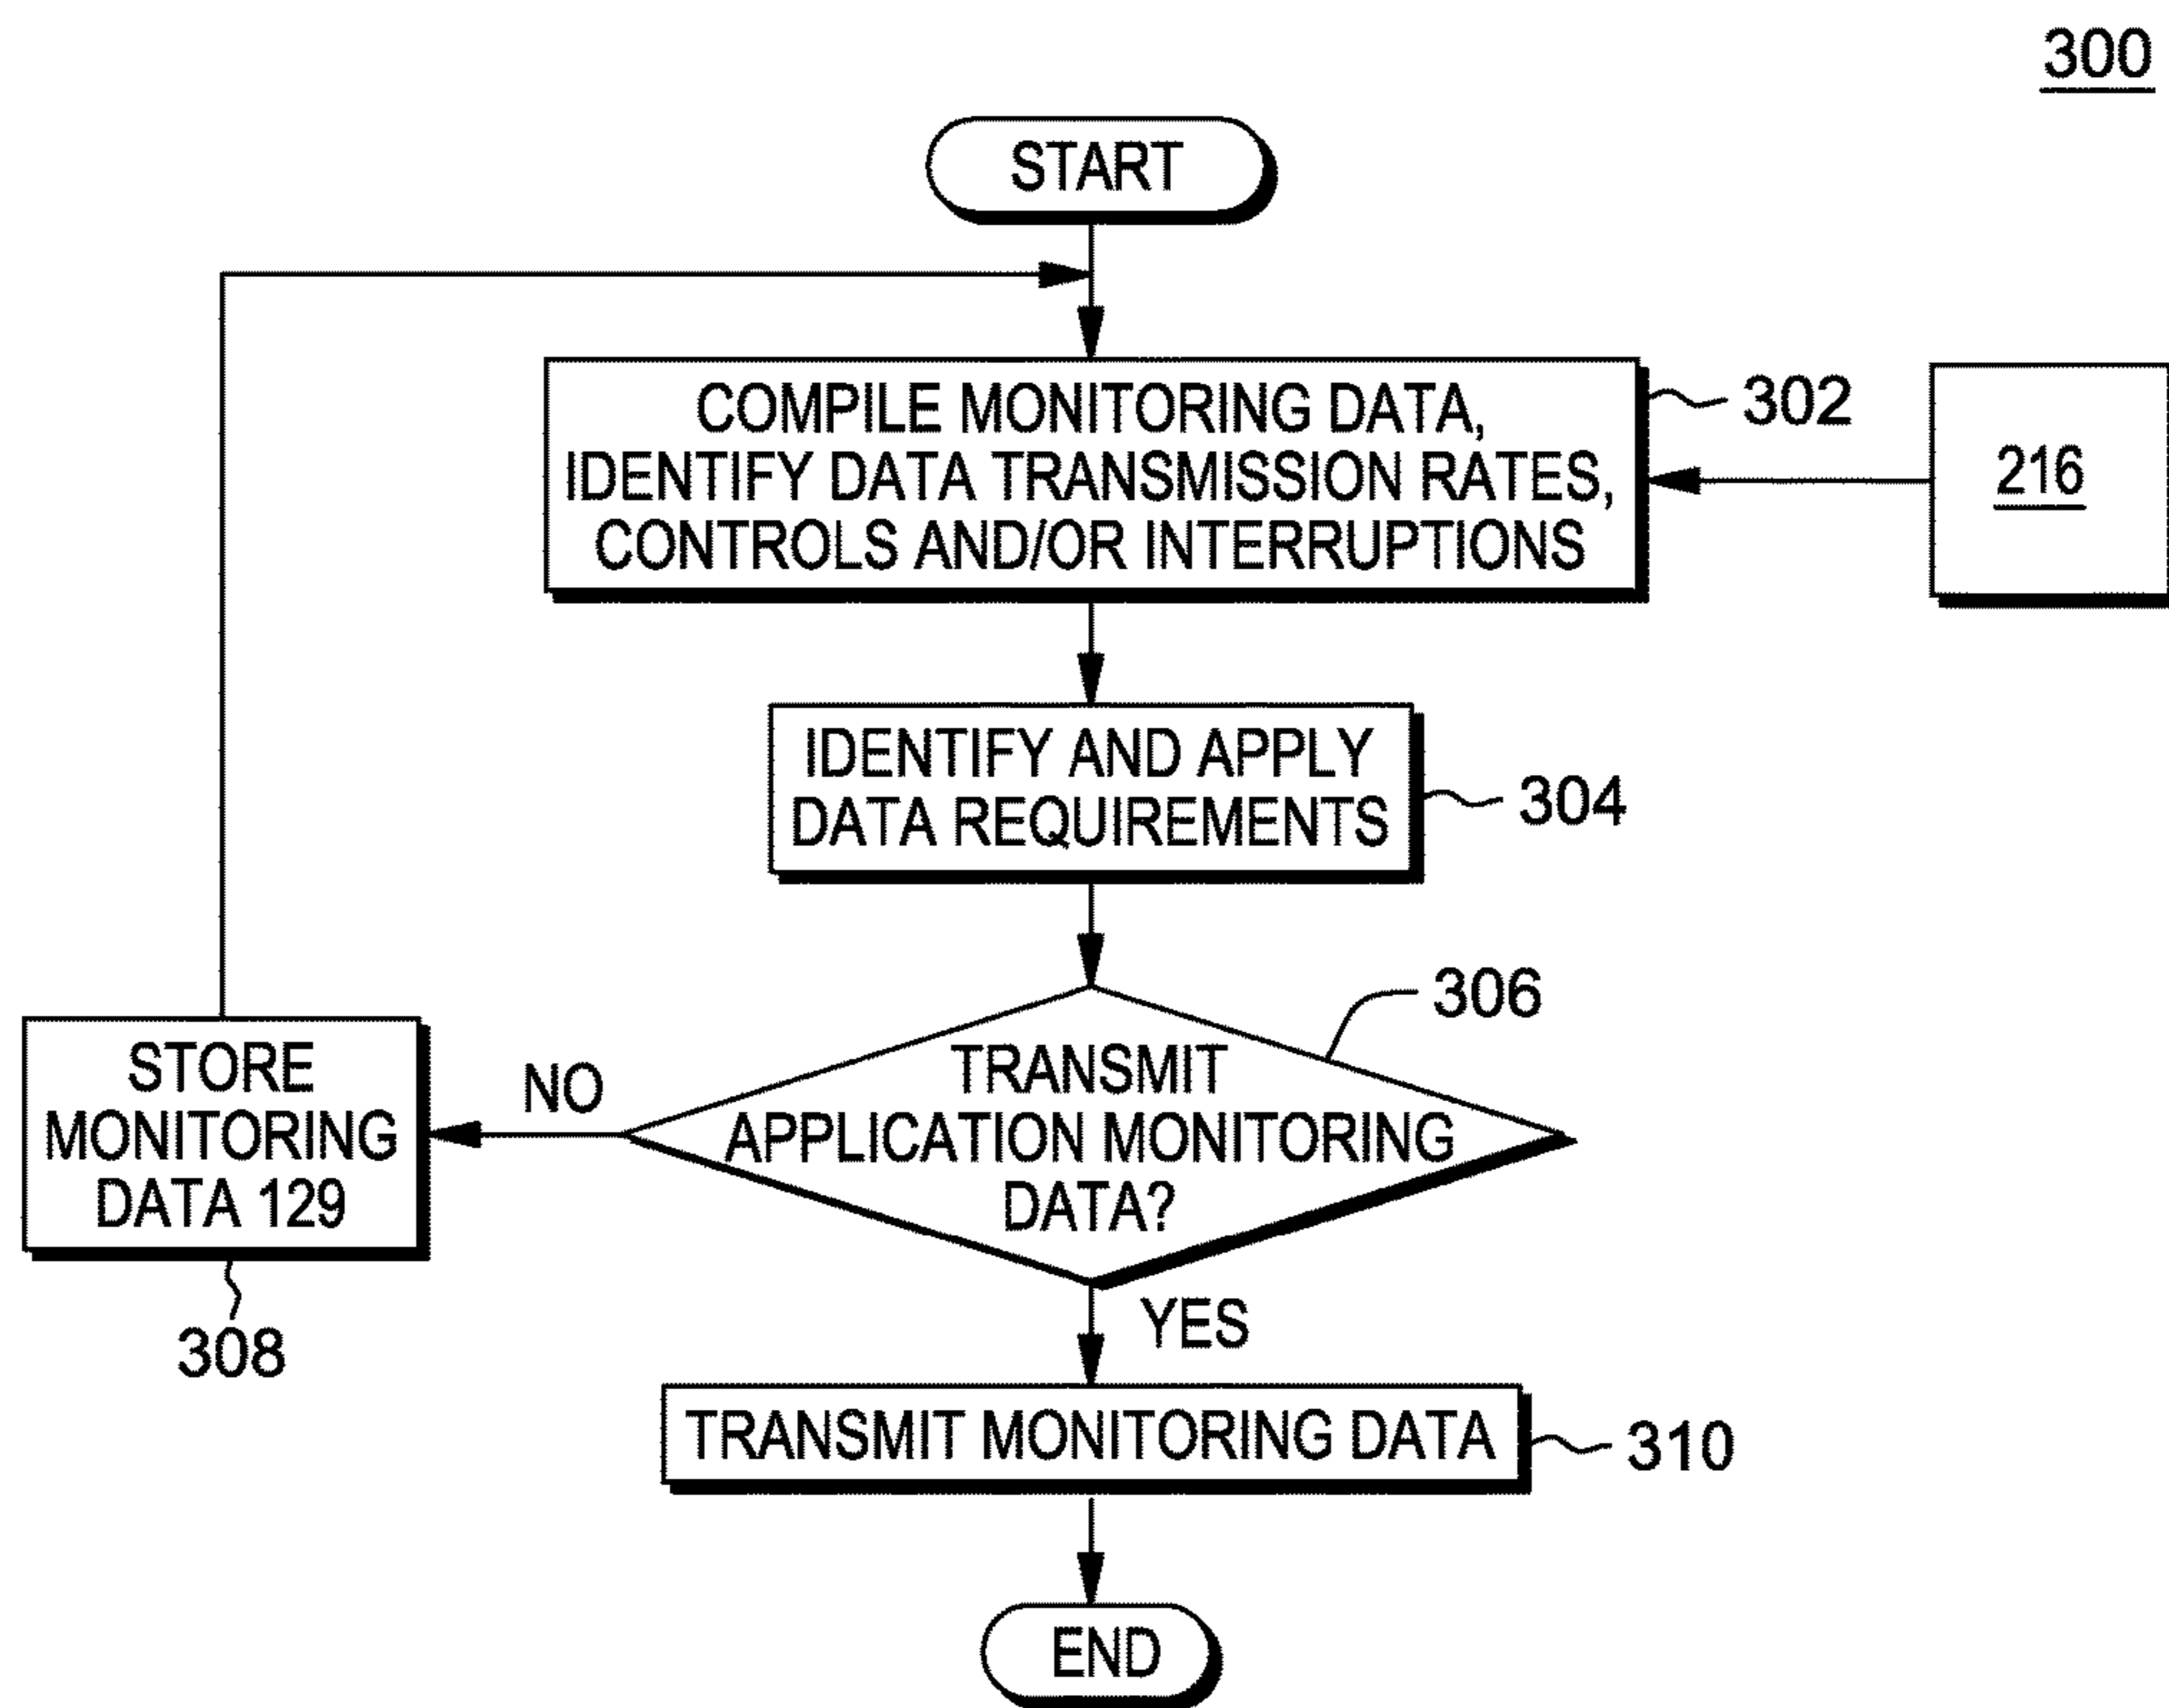 300
START
COMPILE MONITORING DATA,
IDENTIFY DATA TRANSMISSION RATES,
CONTROLS AND/OR INTERRUPTIONS
302
216
IDENTIFY AND APPLY
DATA REQUIREMENTS
304
306
TRANSMIT
APPLICATION MONITORING
DATA?
NO
STORE
MONITORING
DATA 129
308
YES
TRANSMIT MONITORING DATA
310
END